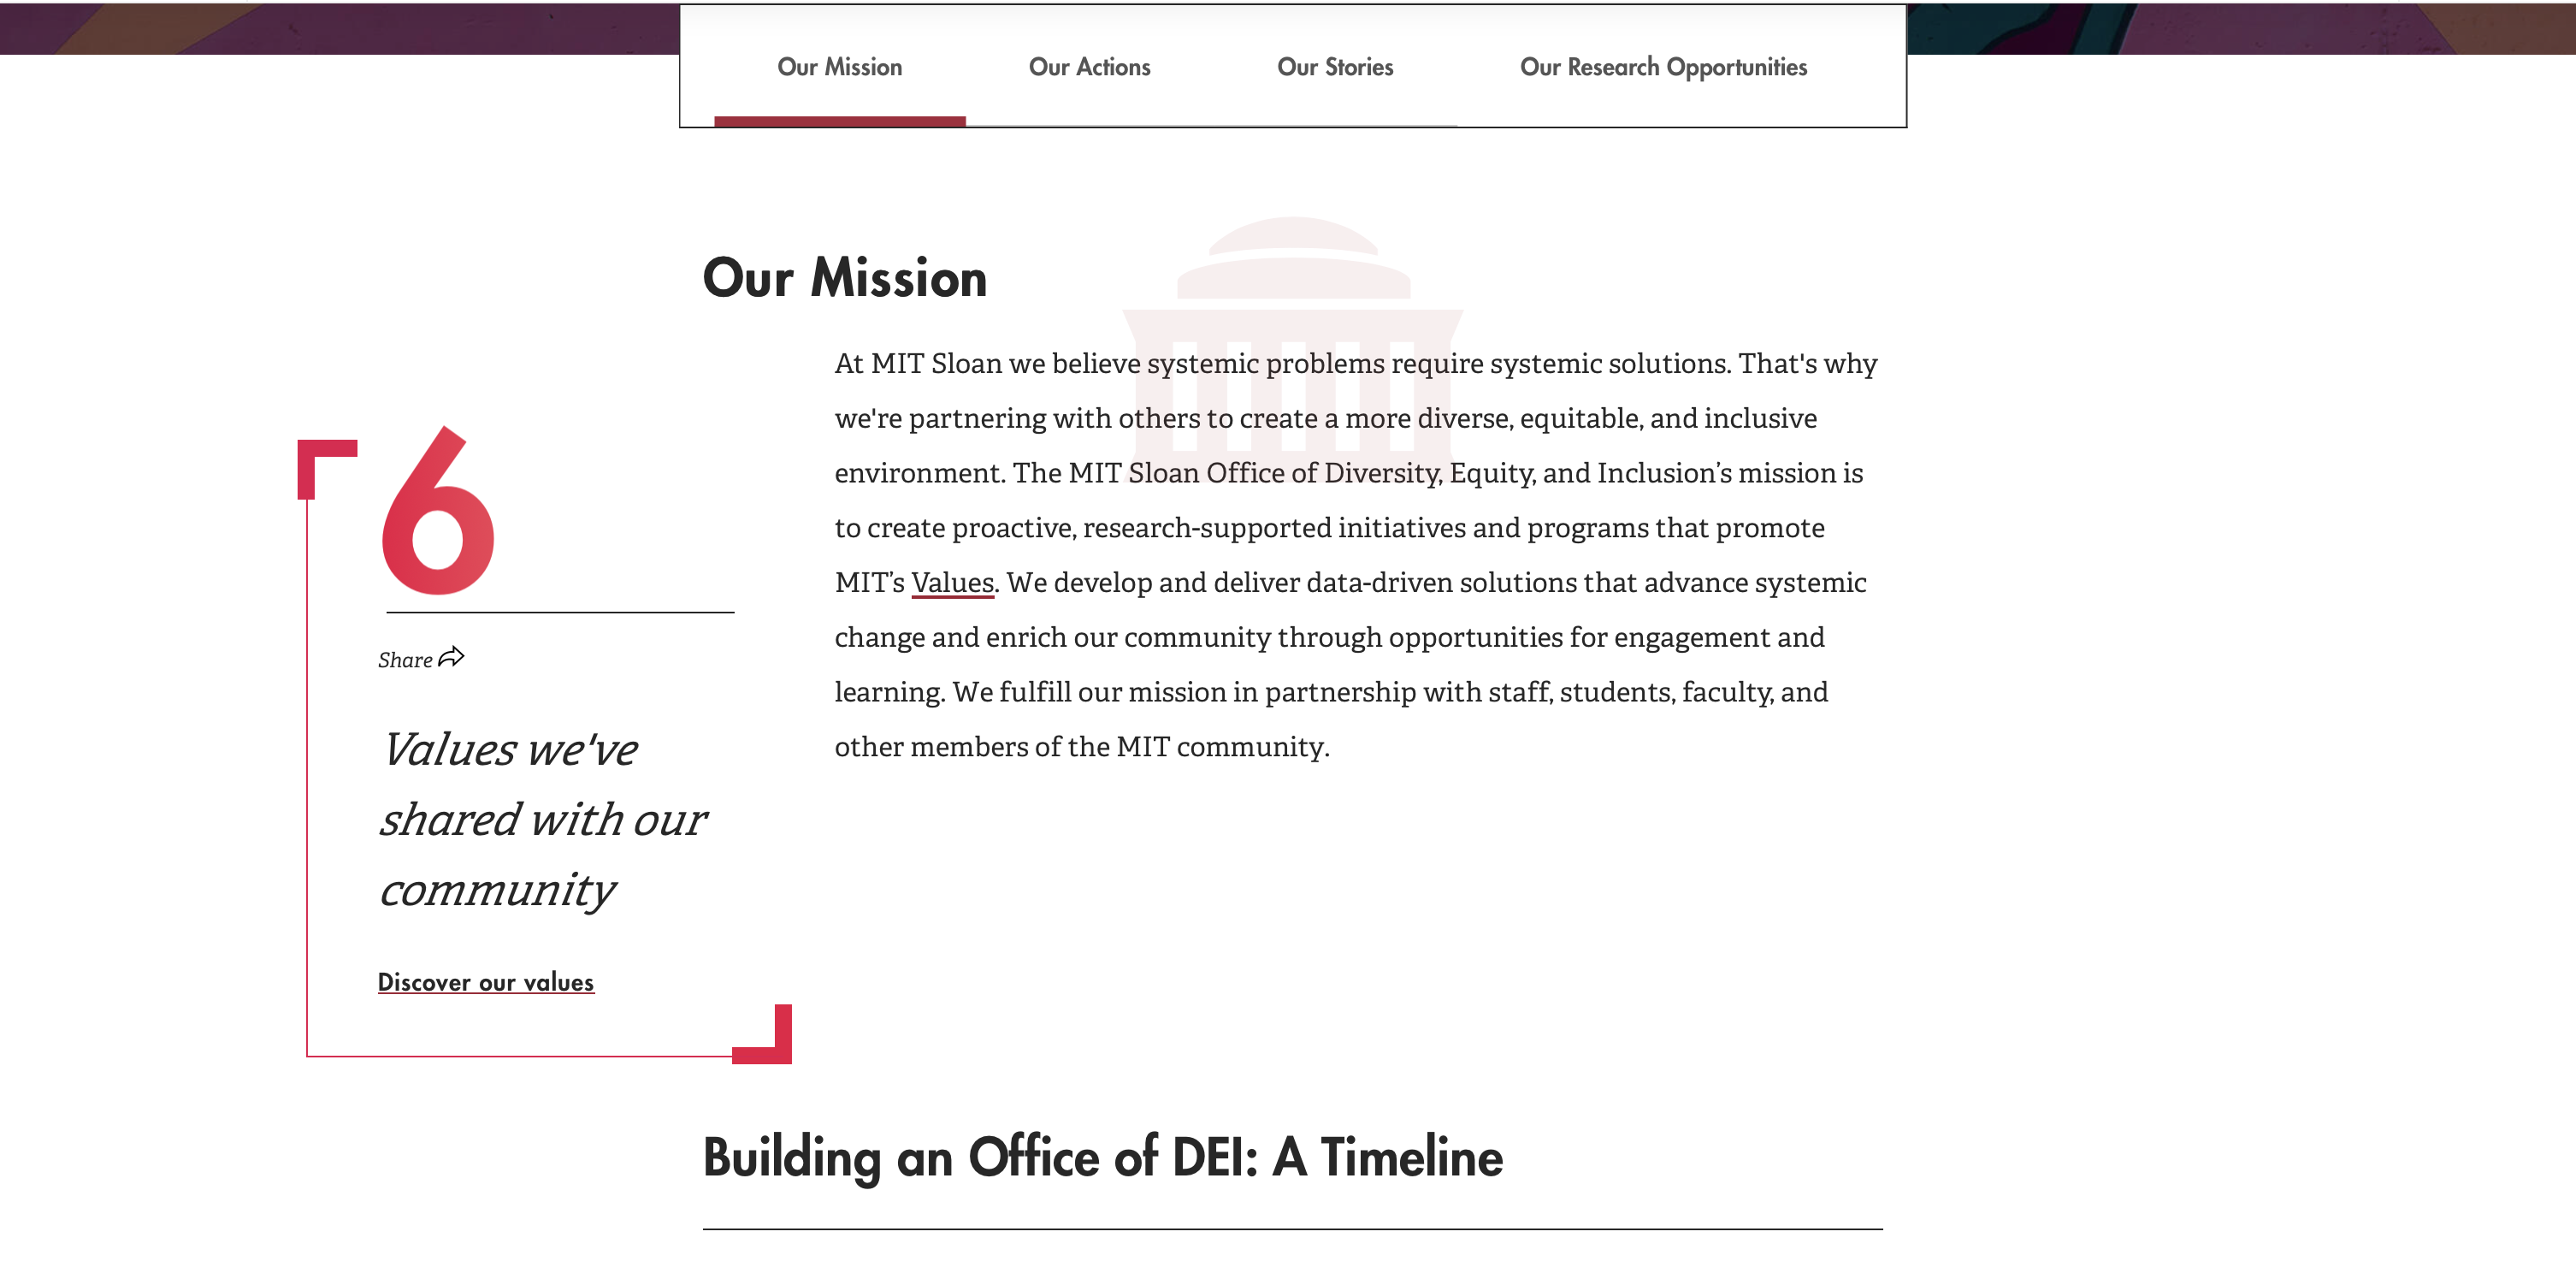 Our Mission Our Actions Our Stories Our Research Opportunities
Our Mission
At MIT Sloan we believe systemic problems require systemic solutions. That's why
we're partnering with others to create a more diverse, equitable, and inclusive
environment. The MIT Sloan Office of Diversity, Equity, and Inclusion’s mission is
to create proactive, research-supported initiatives and programs that promote
MIT’s Values. We develop and deliver data-driven solutions that advance systemic
change and enrich our community through opportunities for engagement and
learning. We fulfill our mission in partnership with staff, students, faculty, and
other members of the MIT community.
6
Share
Values we've
shared with our
community
Discover our values
Building an Office of DEI: A Timeline